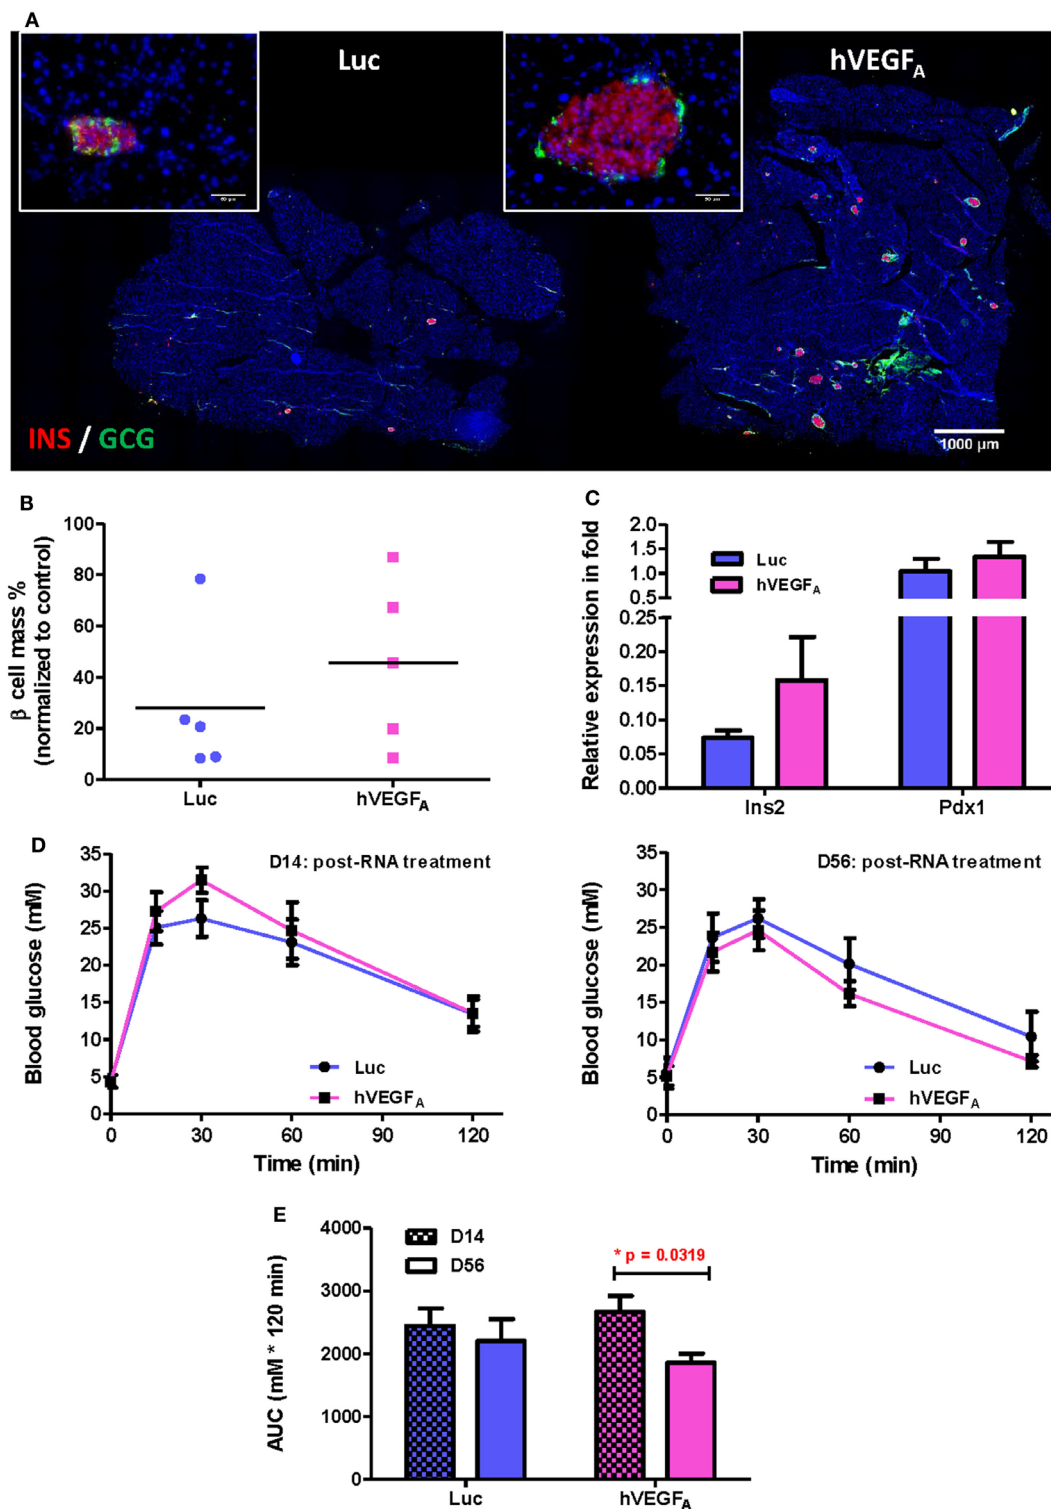 A
Luc
hVEGFA
INS / GCG
1000 µm
B
β cell mass %
(normalized to control)
100
80
60
40
20
0
Luc
hVEGFA
C
Relative expression in fold
2.0
1.5
1.0
0.5
0.25
0.20
0.15
0.10
0.05
0.00
Luc
hVEGFA
Ins2
Pdx1
D
D14: post-RNA treatment
Blood glucose (mM)
35
30
25
20
15
10
5
0
Luc
hVEGFA
0
30
60
90
120
Time (min)
D56: post-RNA treatment
Blood glucose (mM)
35
30
25
20
15
10
5
0
Luc
hVEGFA
0
30
60
90
120
Time (min)
E
AUC (mM * 120 min)
4000
3000
2000
1000
0
D14
D56
* p = 0.0319
Luc
hVEGFA